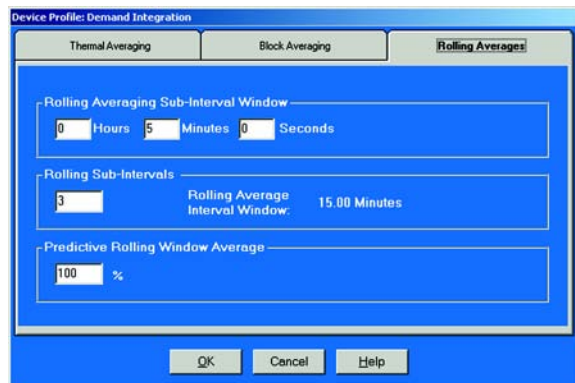 Device Profile: Demand Integration
Thermal Averaging Block Averaging Rolling Averages
Rolling Averaging Sub-Interval Window
0 Hours 5 Minutes 0 Seconds
Rolling Sub-Intervals
3 Rolling Average Interval Window: 15.00 Minutes
Predictive Rolling Window Average
100 %
OK Cancel Help